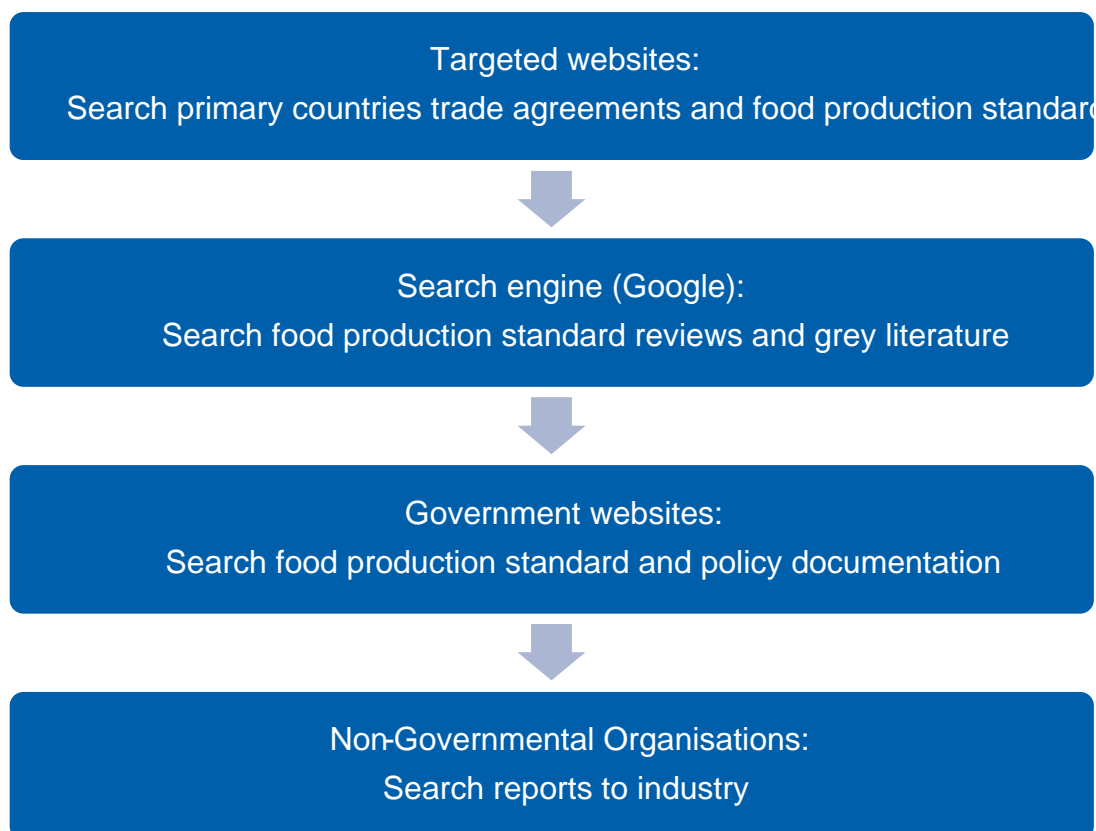 Targeted websites:
Search primary countries trade agreements and food production standard
Search engine (Google):
Search food production standard reviews and grey literature
Government websites:
Search food production standard and policy documentation
Non-Governmental Organisations:
Search reports to industry